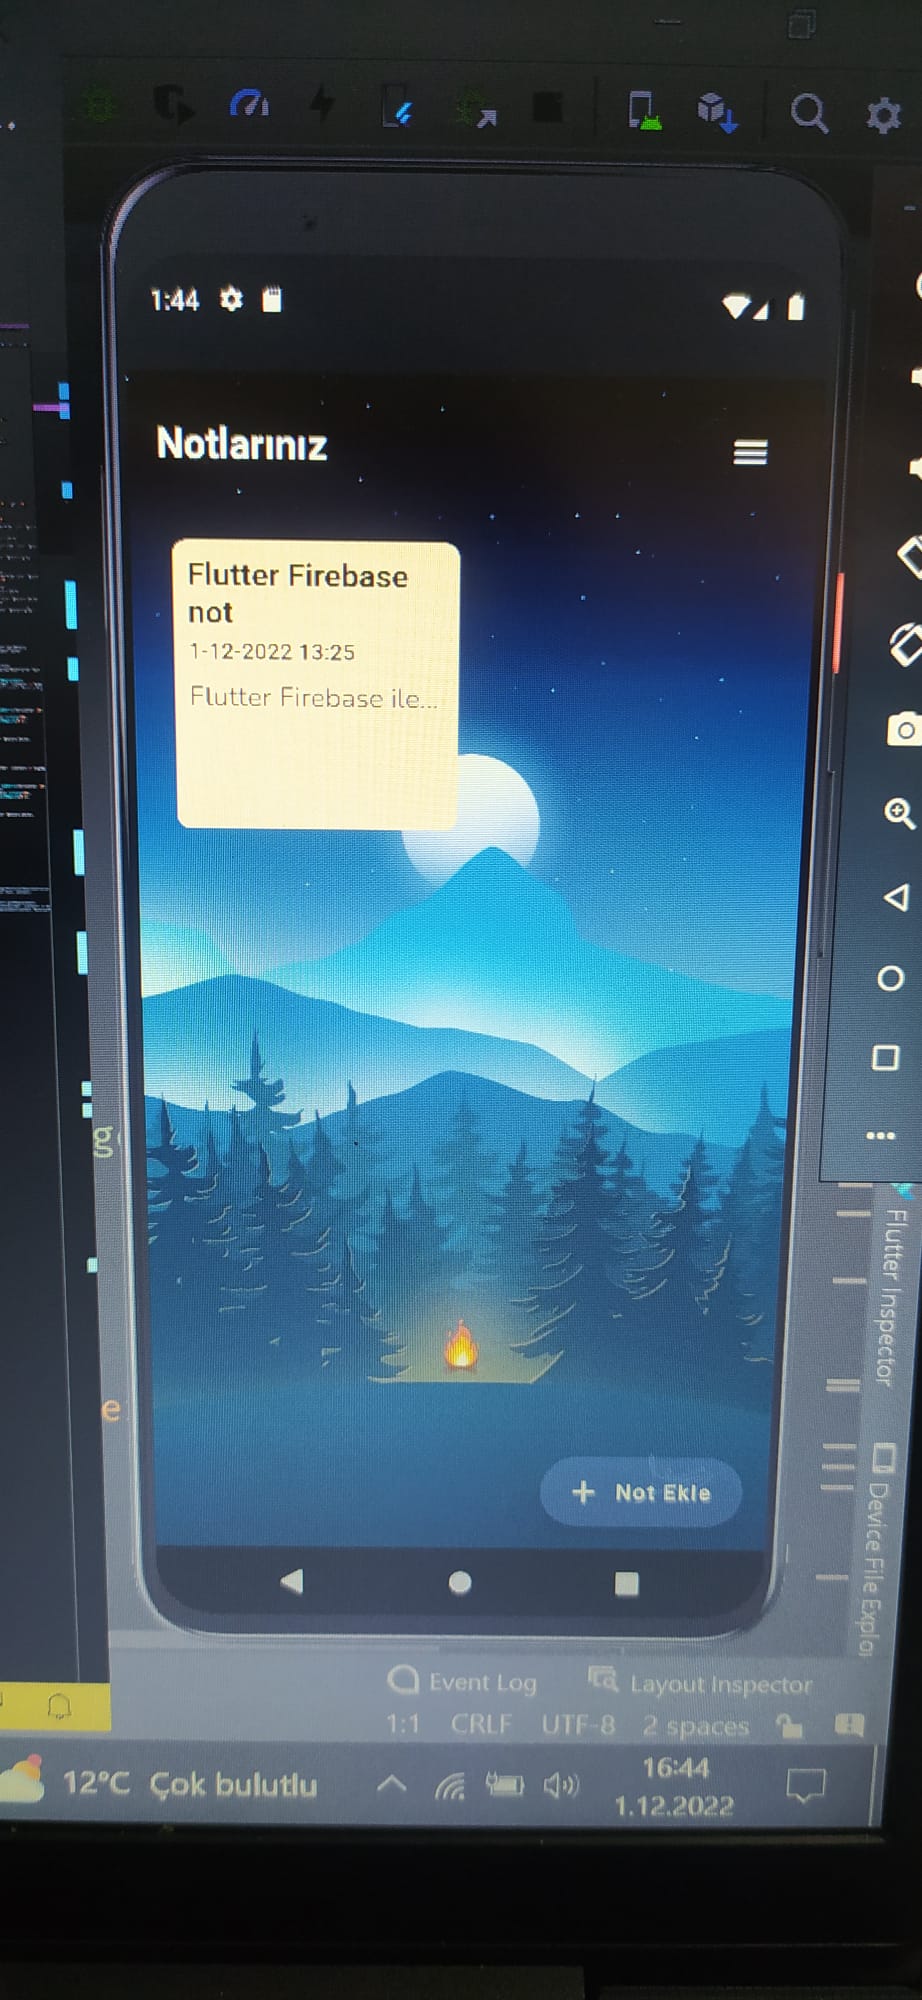 1:44
Notlarınız
Flutter Firebase
not
1-12-2022 13:25
Flutter Firebase ile...
g
e
Not Ekle
Flutter Inspector
Device File Explor
Event Log
Layout Inspector
1:1 CRLF UTF-8 2 spaces
12°C Çok bulutlu
16:44
1.12.2022